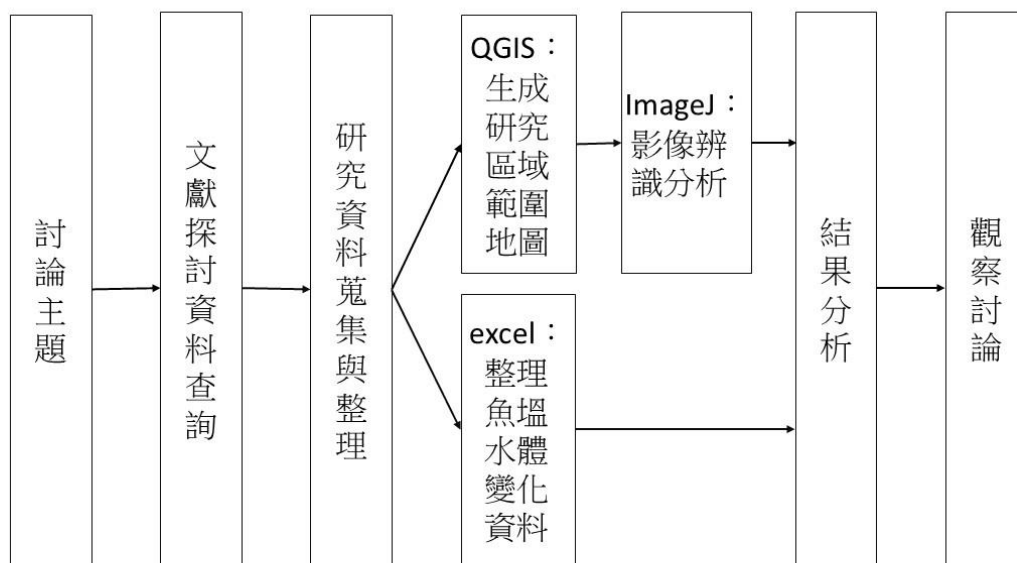 討論主題
文獻探討資料查詢
研究資料蒐集與整理
QGIS：
生成
研究
區域
範圍
地圖
ImageJ：
影像辨
識分析
excel：
整理
魚塭
水體
變化
資料
結果分析
觀察討論